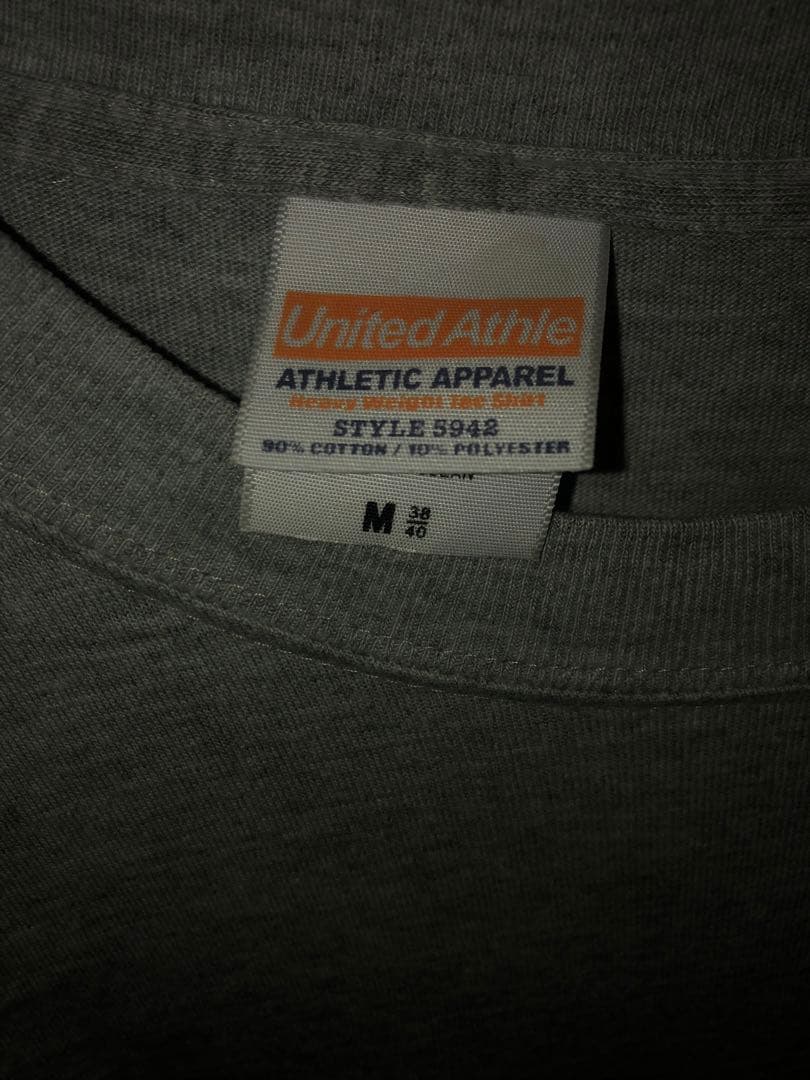 United Athle
ATHLETIC APPAREL
Heavy Weight Tee Shirt
STYLE 5942
90% COTTON / 10% POLYESTER
M 38/40